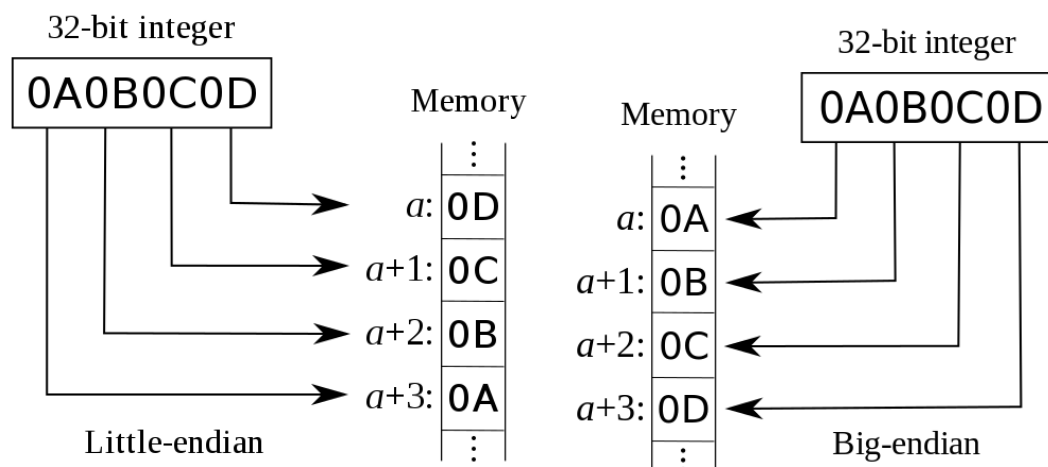 32-bit integer
0A0B0C0D
Memory
⋮
a: 0D
a+1: 0C
a+2: 0B
a+3: 0A
⋮
Little-endian
32-bit integer
0A0B0C0D
Memory
⋮
a: 0A
a+1: 0B
a+2: 0C
a+3: 0D
⋮
Big-endian